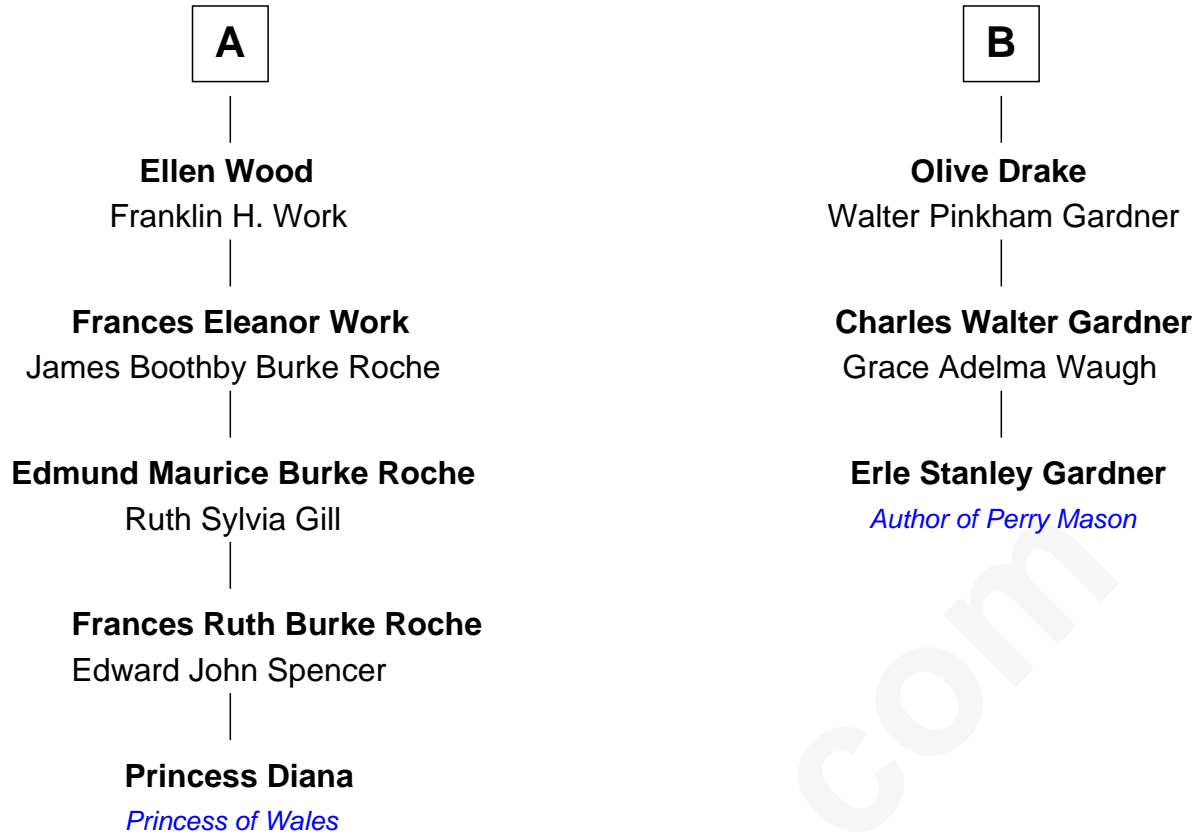 A
Ellen Wood
Franklin H. Work
Frances Eleanor Work
James Boothby Burke Roche
Edmund Maurice Burke Roche
Ruth Sylvia Gill
Frances Ruth Burke Roche
Edward John Spencer
Princess Diana
Princess of Wales
B
Olive Drake
Walter Pinkham Gardner
Charles Walter Gardner
Grace Adelma Waugh
Erle Stanley Gardner
Author of Perry Mason
com